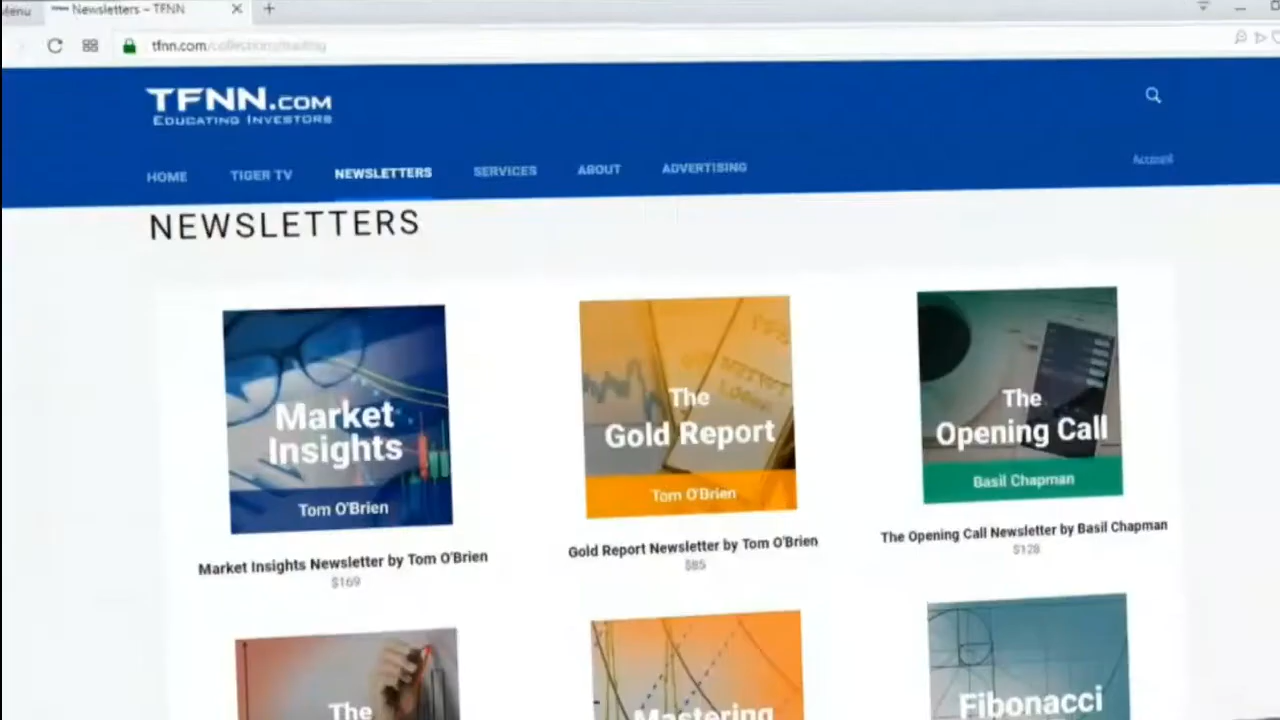 Newsletters – TFNN
tfnn.com/collections/trading
TFNN.COM
EDUCATING INVESTORS
HOME TIGER TV NEWSLETTERS SERVICES ABOUT ADVERTISING
Account
NEWSLETTERS
Market
Insights
Tom O'Brien
Market Insights Newsletter by Tom O'Brien
$169
The
Gold Report
Tom O'Brien
Gold Report Newsletter by Tom O'Brien
$85
The
Opening Call
Basil Chapman
The Opening Call Newsletter by Basil Chapman
$128
The
Mastering
Fibonacci